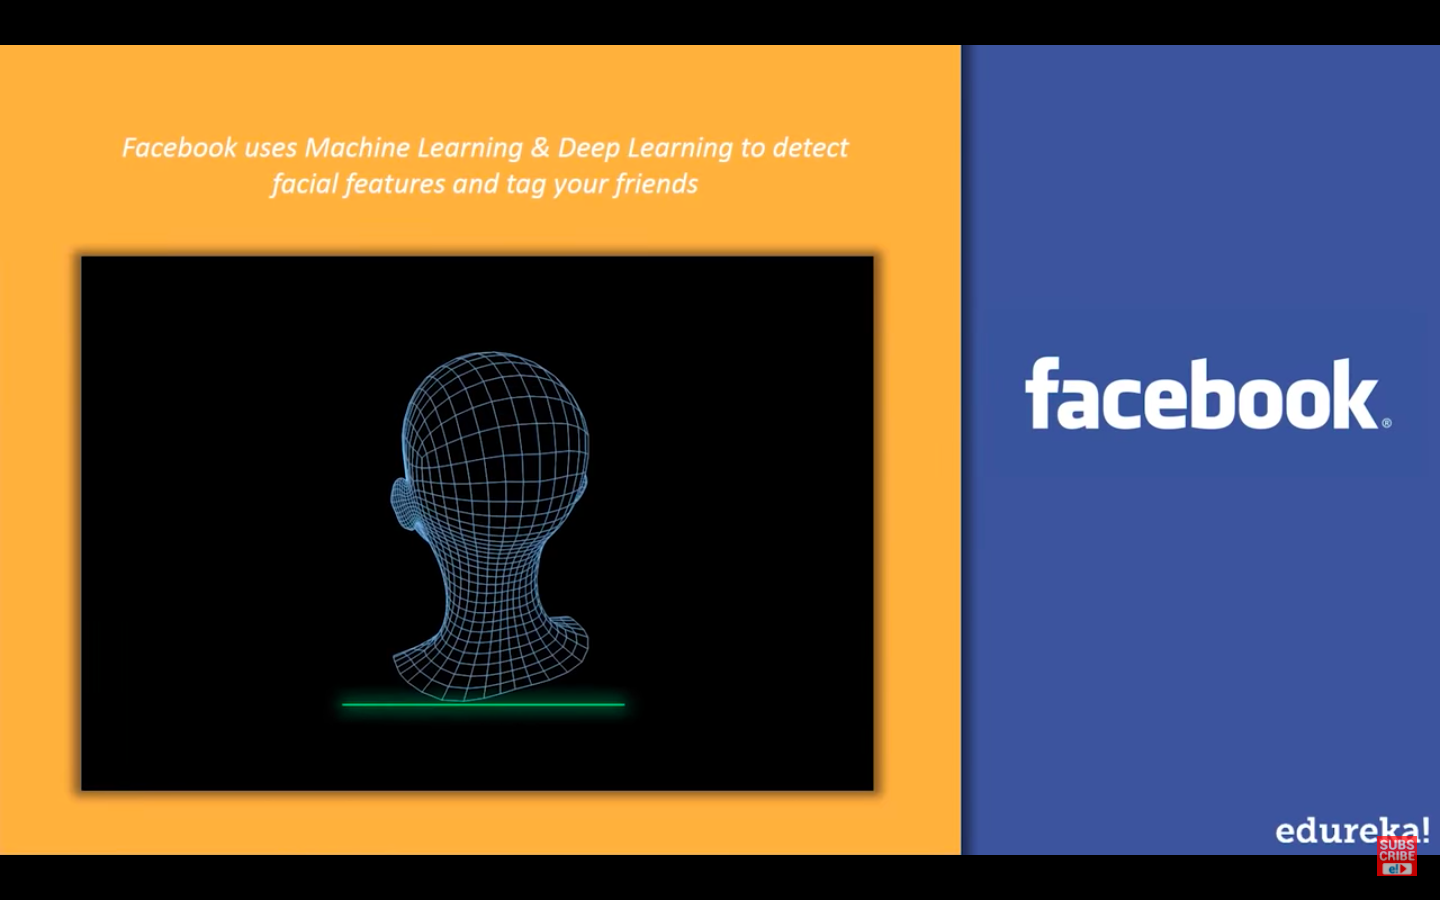 Facebook uses Machine Learning & Deep Learning to detect
facial features and tag your friends
facebook®
edureka!
SUBS
CRIBE
e!